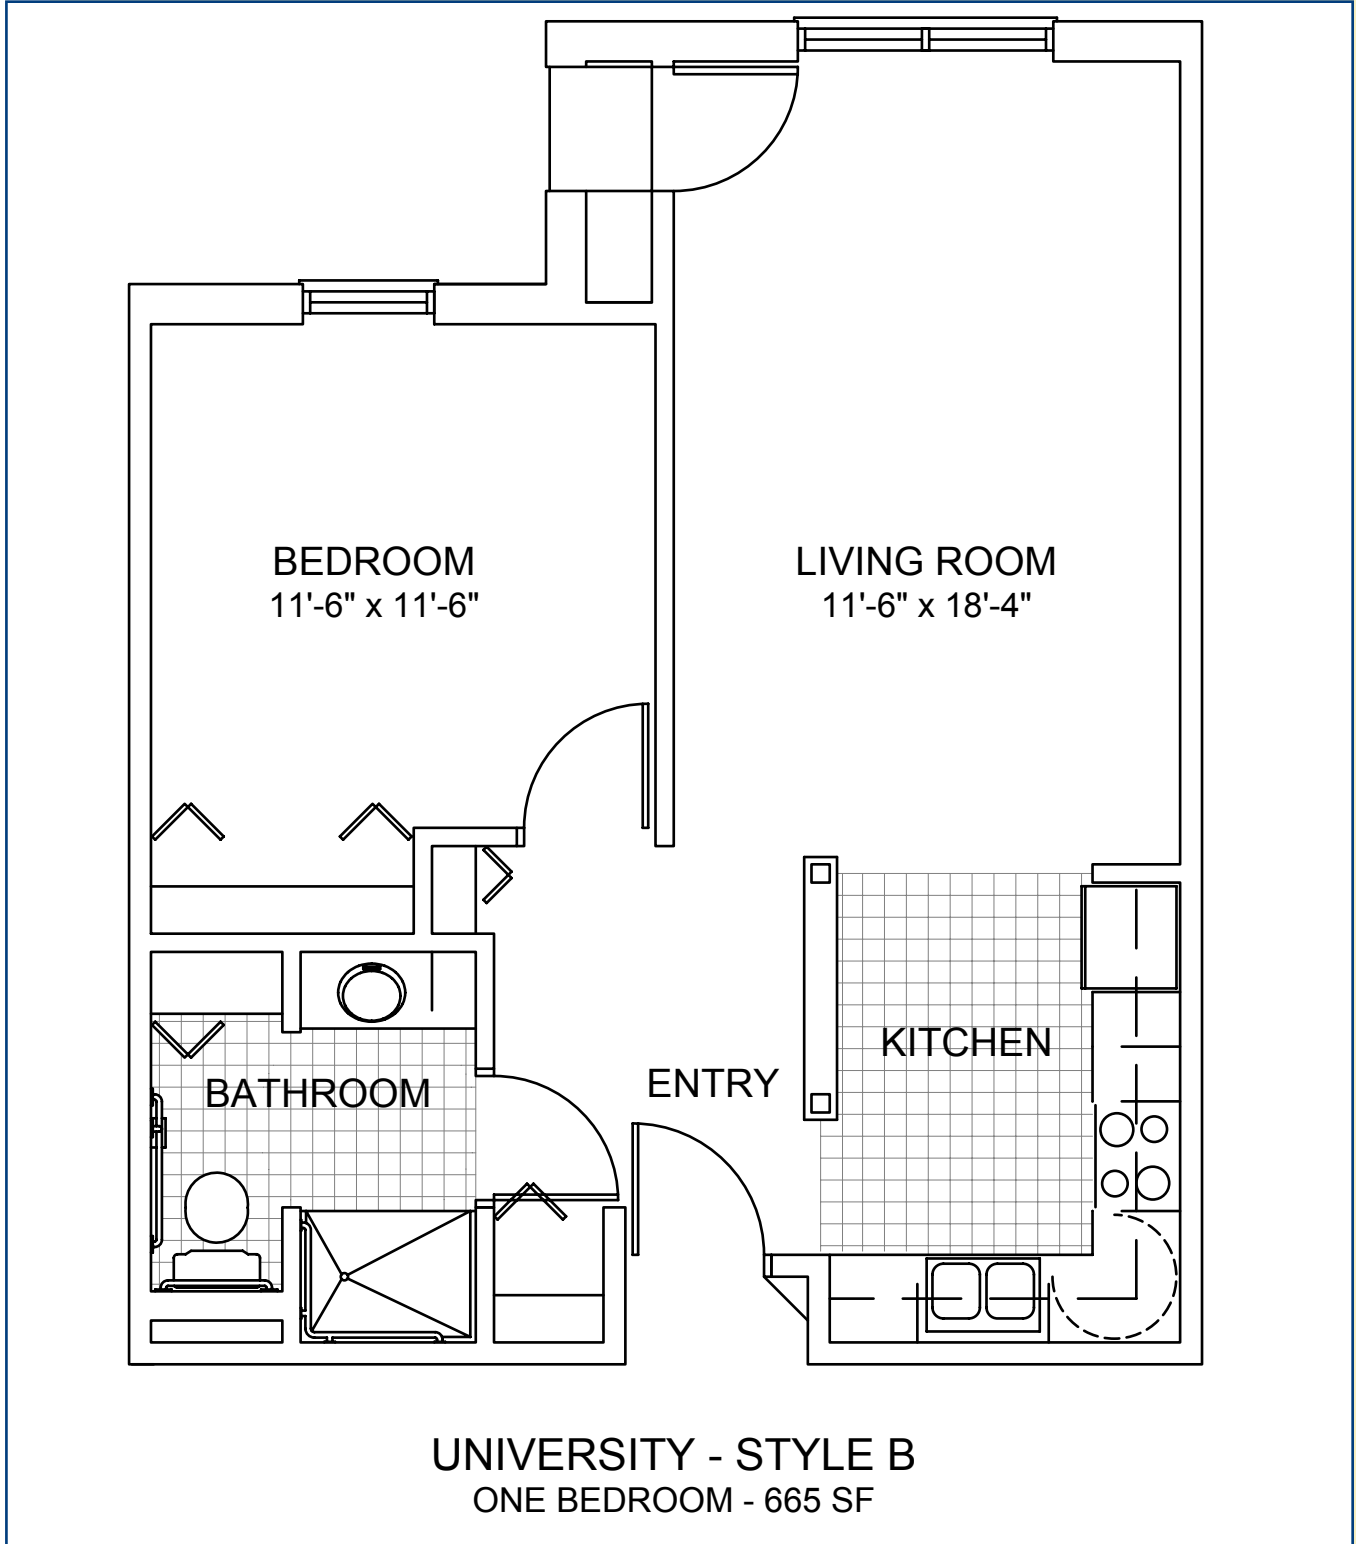 BEDROOM
11'-6" x 11'-6"
LIVING ROOM
11'-6" x 18'-4"
KITCHEN
ENTRY
BATHROOM
UNIVERSITY - STYLE B
ONE BEDROOM - 665 SF